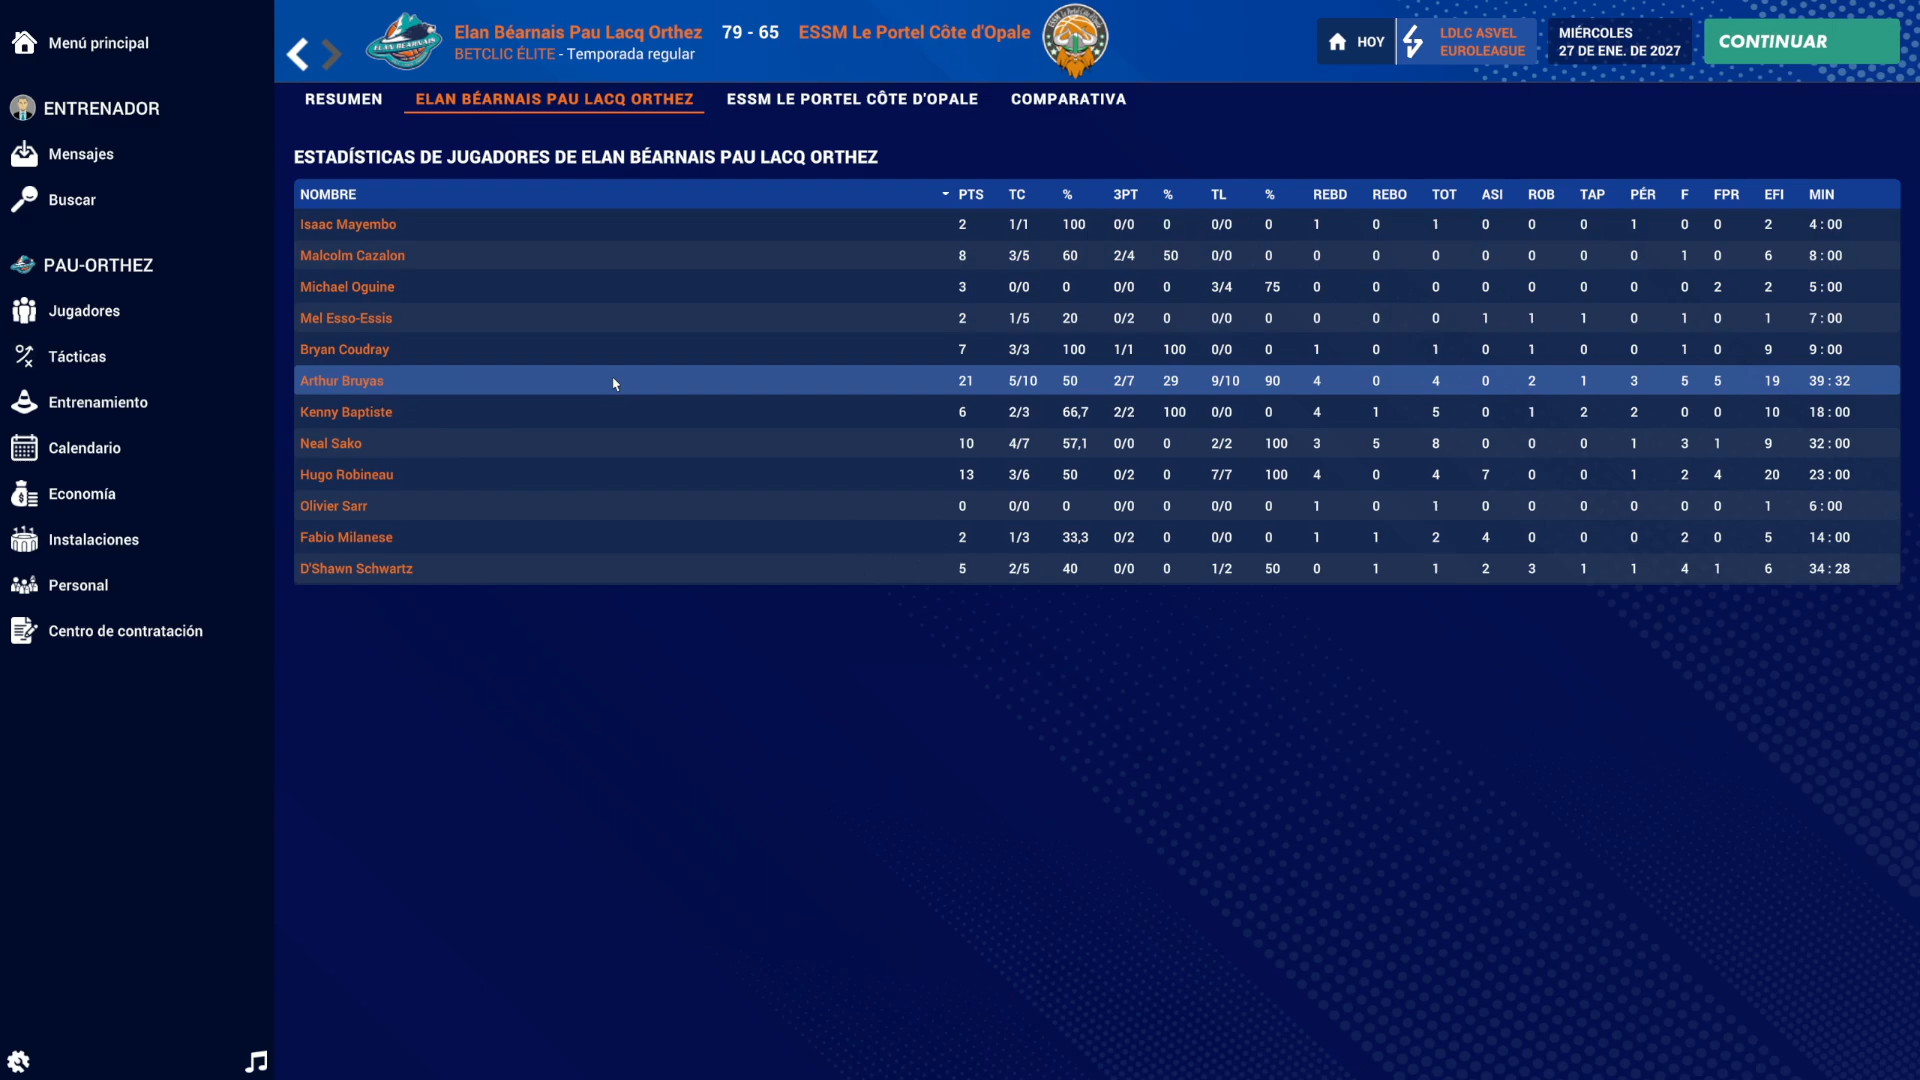 Menú principal
ENTRENADOR
Mensajes
Buscar
PAU-ORTHEZ
Jugadores
Tácticas
Entrenamiento
Calendario
Economía
Instalaciones
Personal
Centro de contratación
ELAN BÉARNAIS
Elan Béarnais Pau Lacq Orthez 79 - 65 ESSM Le Portel Côte d'Opale
BETCLIC ÉLITE - Temporada regular
HOY
LDLC ASVEL
EUROLEAGUE
MIÉRCOLES
27 DE ENE. DE 2027
CONTINUAR
RESUMEN ELAN BÉARNAIS PAU LACQ ORTHEZ ESSM LE PORTEL CÔTE D'OPALE COMPARATIVA
ESTADÍSTICAS DE JUGADORES DE ELAN BÉARNAIS PAU LACQ ORTHEZ
NOMBRE PTS TC % 3PT % TL % REBD REBO TOT ASI ROB TAP PÉR F FPR EFI MIN
Isaac Mayembo 2 1/1 100 0/0 0 0/0 0 1 0 1 0 0 0 1 0 0 2 4:00
Malcolm Cazalon 8 3/5 60 2/4 50 0/0 0 0 0 0 0 0 0 0 1 0 6 8:00
Michael Oguine 3 0/0 0 0/0 0 3/4 75 0 0 0 0 0 0 0 0 2 2 5:00
Mel Esso-Essis 2 1/5 20 0/2 0 0/0 0 0 0 0 1 1 1 0 1 0 1 7:00
Bryan Coudray 7 3/3 100 1/1 100 0/0 0 1 0 1 0 1 0 0 1 0 9 9:00
Arthur Bruyas 21 5/10 50 2/7 29 9/10 90 4 0 4 0 2 1 3 5 5 19 39:32
Kenny Baptiste 6 2/3 66,7 2/2 100 0/0 0 4 1 5 0 1 2 2 0 0 10 18:00
Neal Sako 10 4/7 57,1 0/0 0 2/2 100 3 5 8 0 0 0 1 3 1 9 32:00
Hugo Robineau 13 3/6 50 0/2 0 7/7 100 4 0 4 7 0 0 1 2 4 20 23:00
Olivier Sarr 0 0/0 0 0/0 0 0/0 0 1 0 1 0 0 0 0 0 0 1 6:00
Fabio Milanese 2 1/3 33,3 0/2 0 0/0 0 1 1 2 4 0 0 0 2 0 5 14:00
D'Shawn Schwartz 5 2/5 40 0/0 0 1/2 50 0 1 1 2 3 1 1 4 1 6 34:28